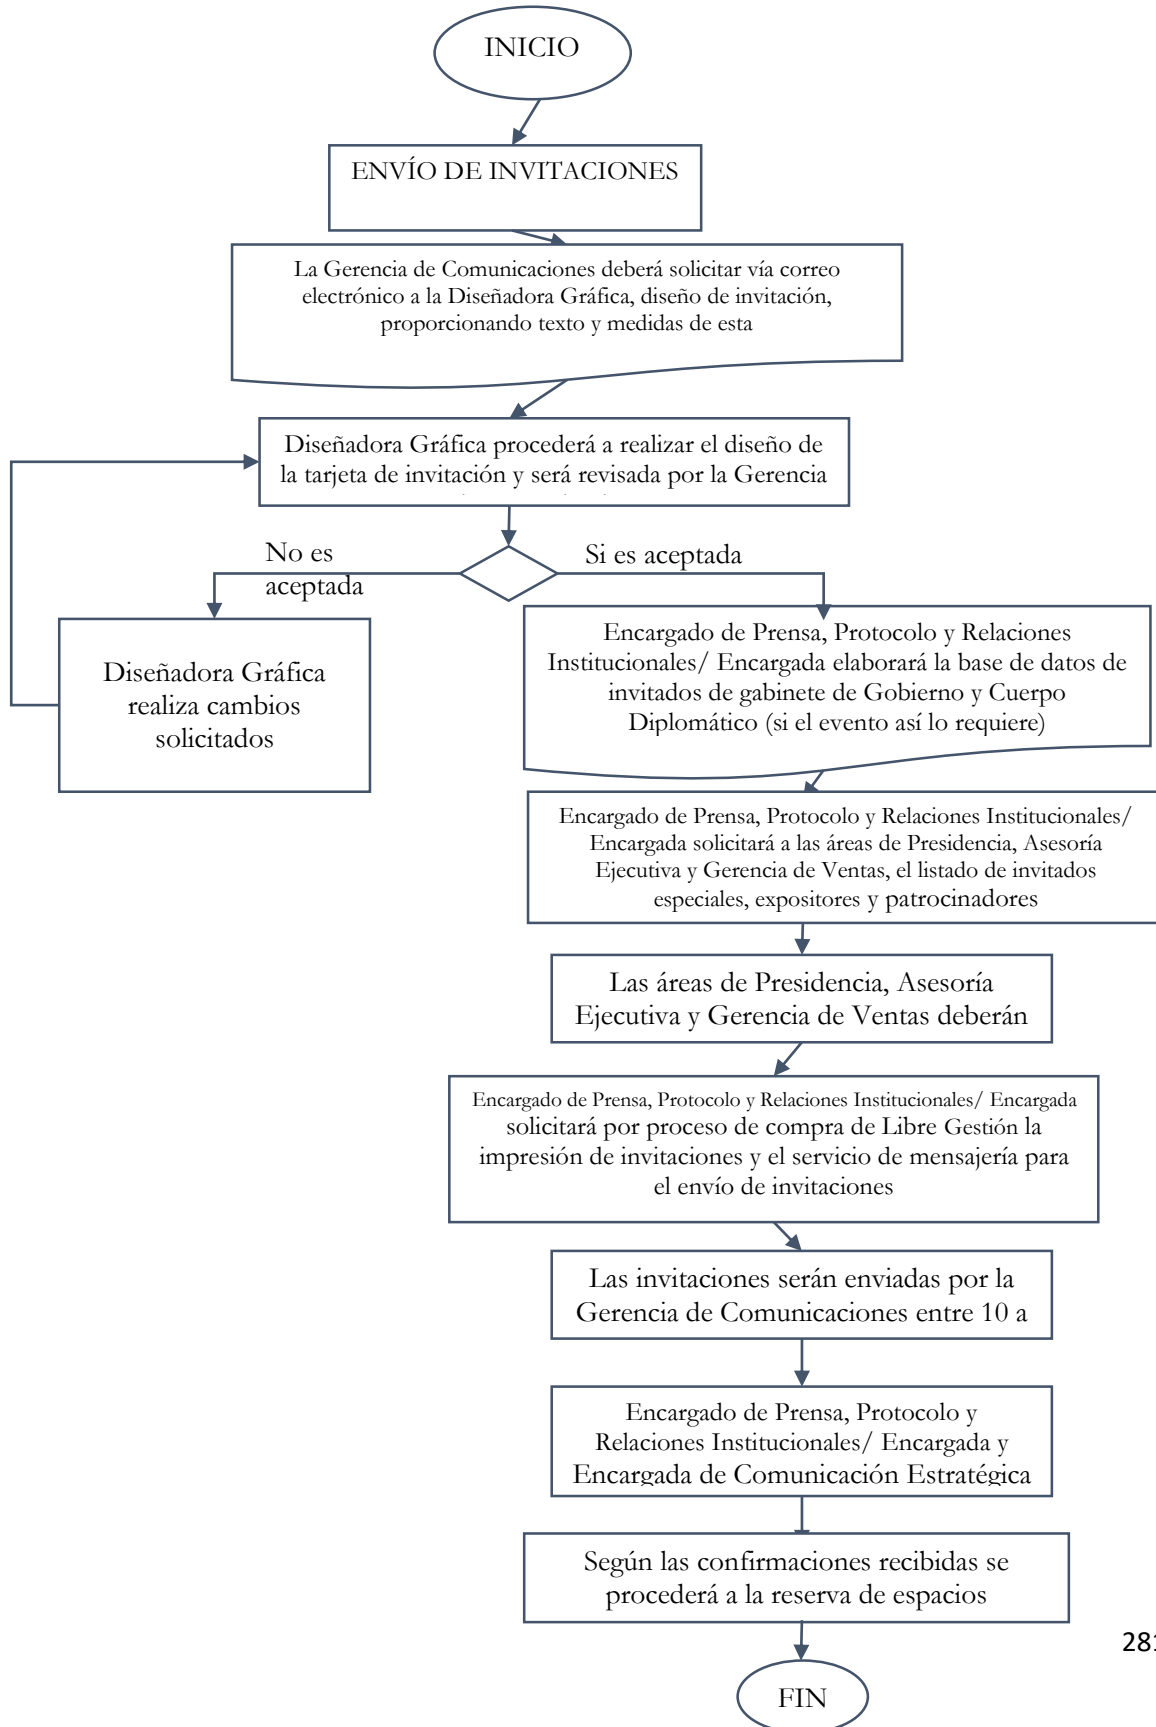 INICIO
ENVÍO DE INVITACIONES
La Gerencia de Comunicaciones deberá solicitar vía correo
electrónico a la Diseñadora Gráfica, diseño de invitación,
proporcionando texto y medidas de esta
Diseñadora Gráfica procederá a realizar el diseño de
la tarjeta de invitación y será revisada por la Gerencia
No es
aceptada
Si es aceptada
Diseñadora Gráfica
realiza cambios
solicitados
Encargado de Prensa, Protocolo y Relaciones
Institucionales/ Encargada elaborará la base de datos de
invitados de gabinete de Gobierno y Cuerpo
Diplomático (si el evento así lo requiere)
Encargado de Prensa, Protocolo y Relaciones Institucionales/
Encargada solicitará a las áreas de Presidencia, Asesoría
Ejecutiva y Gerencia de Ventas, el listado de invitados
especiales, expositores y patrocinadores
Las áreas de Presidencia, Asesoría
Ejecutiva y Gerencia de Ventas deberán
Encargado de Prensa, Protocolo y Relaciones Institucionales/ Encargada
solicitará por proceso de compra de Libre Gestión la
impresión de invitaciones y el servicio de mensajería para
el envío de invitaciones
Las invitaciones serán enviadas por la
Gerencia de Comunicaciones entre 10 a
Encargado de Prensa, Protocolo y
Relaciones Institucionales/ Encargada y
Encargada de Comunicación Estratégica
Según las confirmaciones recibidas se
procederá a la reserva de espacios
281
FIN